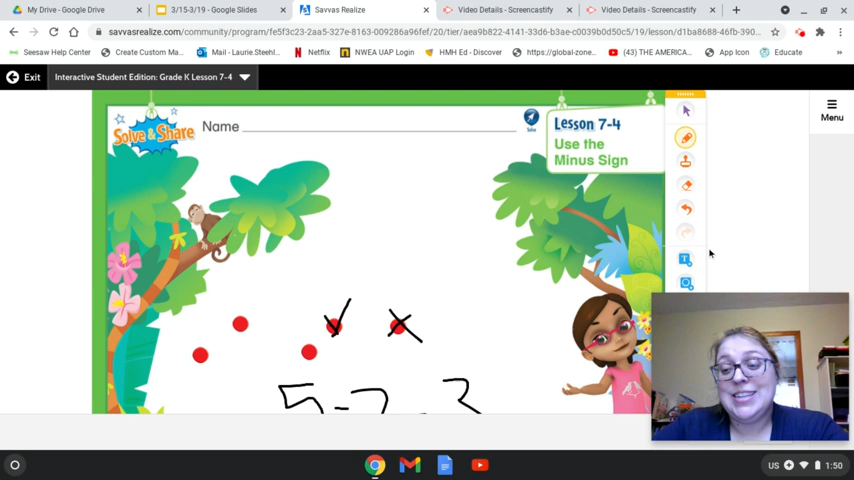 My Drive - Google Drive
3/15-3/19 - Google Slides
Savvas Realize
Video Details - Screencastify
Video Details - Screencastify
savvasrealize.com/community/program/fe5f3c23-2aa5-327e-8163-009286a96fef/20/tier/aea9b822-4141-33d6-b3ae-c0039b0d50c5/19/lesson/d1ba8688-46fb-390...
Seesaw Help Center
Create Custom Ma...
Mail - Laurie.Steehl...
Netflix
NWEA UAP Login
HMH Ed - Discover
https://global-zone...
(43) THE AMERICA...
App Icon
Educate
Exit
Interactive Student Edition: Grade K Lesson 7-4
Menu
Solve & Share
Name
Solve
Lesson 7-4
Use the
Minus Sign
T
5-2 3
US
1:50